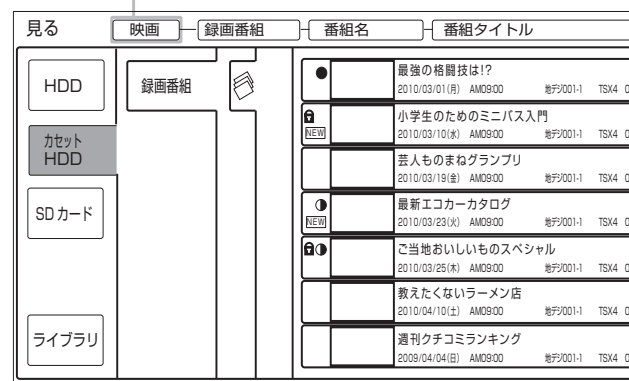 見る 映画 録画番組 番組名 番組タイトル
HDD
カセット
HDD
SDカード
ライブラリ
録画番組
最強の格闘技は!?
2010/03/01(月) AM09:00 地デジ001-1 TSX4
小学生のためのミニバス入門
NEW 2010/03/10(水) AM09:00 地デジ001-1 TSX4
芸人ものまねグランプリ
2010/03/19(金) AM09:00 地デジ001-1 TSX4
最新エコカーカタログ
NEW 2010/03/23(火) AM09:00 地デジ001-1 TSX4
ご当地おいしいものスペシャル
2010/03/25(木) AM09:00 地デジ001-1 TSX4
教えたくないラーメン店
2010/04/10(土) AM09:00 地デジ001-1 TSX4
週刊クチコミランキング
2009/04/04(日) AM09:00 地デジ001-1 TSX4